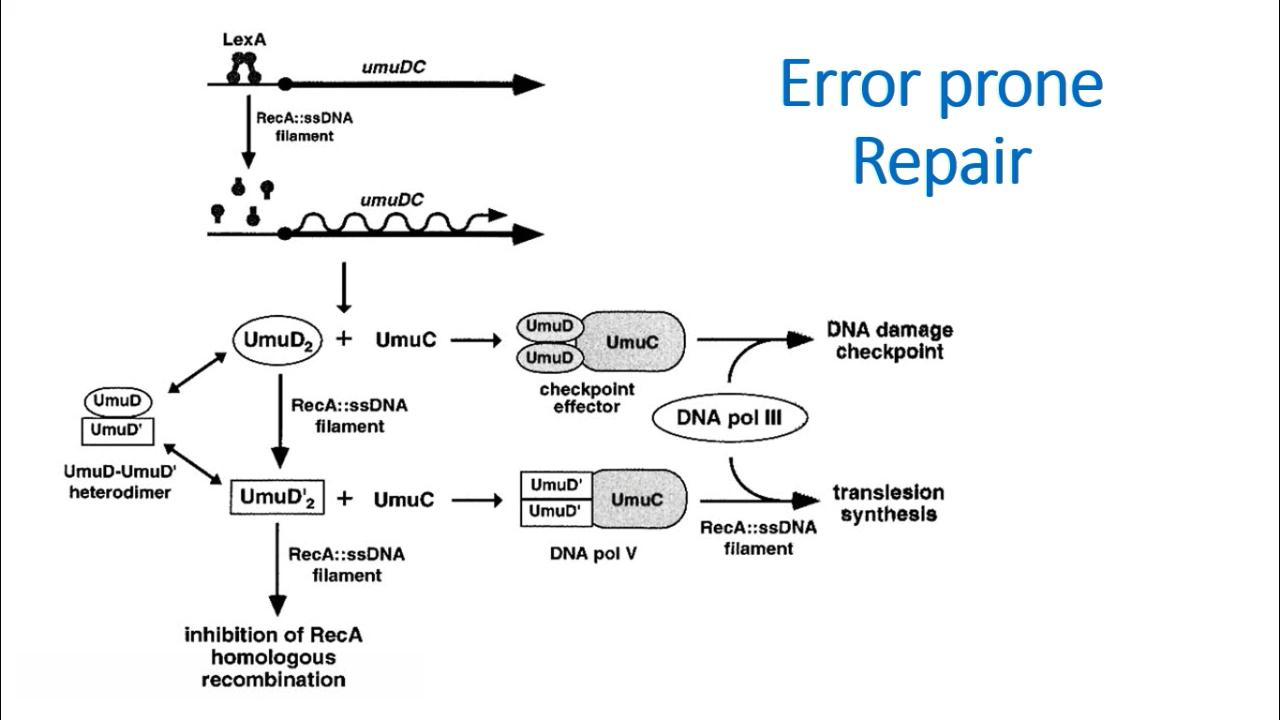 LexA
umuDC
Error prone
Repair
RecA::ssDNA
filament
umuDC
UmuD₂ + UmuC
UmuD
UmuD
UmuC
checkpoint
effector
DNA damage
checkpoint
RecA::ssDNA
filament
UmuD
UmuD'
UmuD-UmuD'
heterodimer
DNA pol III
UmuD'₂ + UmuC
UmuD'
UmuD'
UmuC
DNA pol V
RecA::ssDNA
filament
translesion
synthesis
RecA::ssDNA
filament
inhibition of RecA
homologous
recombination